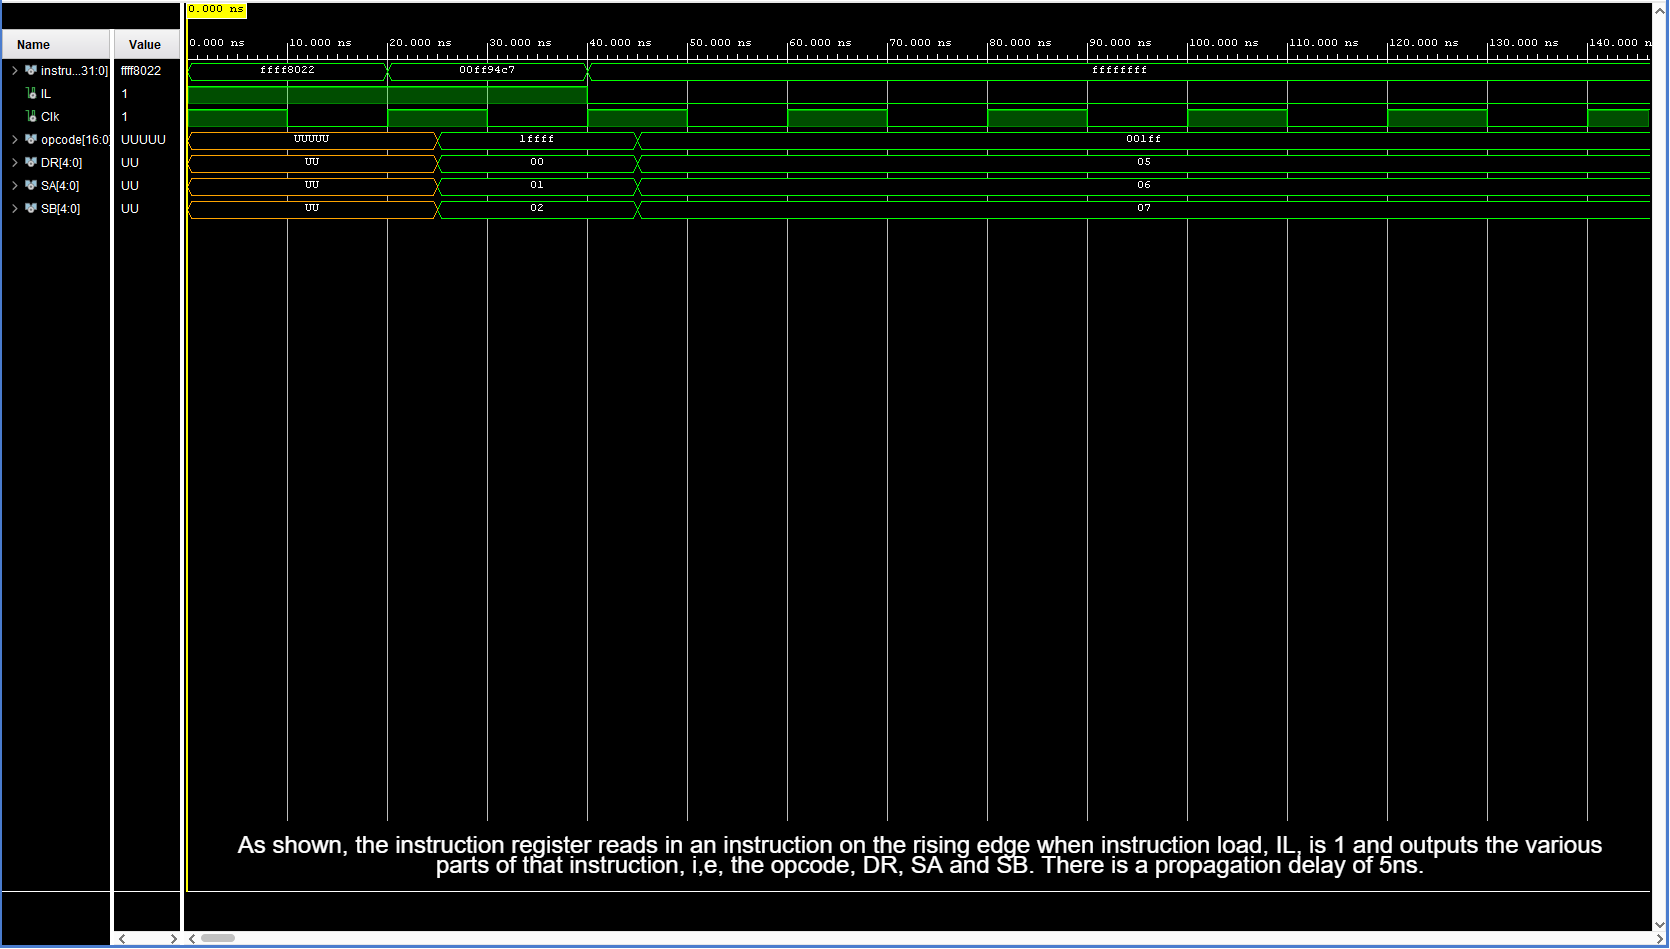 0.000 ns
Name Value
0.000 ns 10.000 ns 20.000 ns 30.000 ns 40.000 ns 50.000 ns 60.000 ns 70.000 ns 80.000 ns 90.000 ns 100.000 ns 110.000 ns 120.000 ns 130.000 ns 140.000 n
instru...31:0] ffff8022 ffff8022 00ff94c7 ffffffff
IL 1
Clk 1
opcode[16:0] UUUUU UUUUU 1ffff 001ff
DR[4:0] UU UU 00 05
SA[4:0] UU UU 01 06
SB[4:0] UU UU 02 07
As shown, the instruction register reads in an instruction on the rising edge when instruction load, IL, is 1 and outputs the various
parts of that instruction, i,e, the opcode, DR, SA and SB. There is a propagation delay of 5ns.